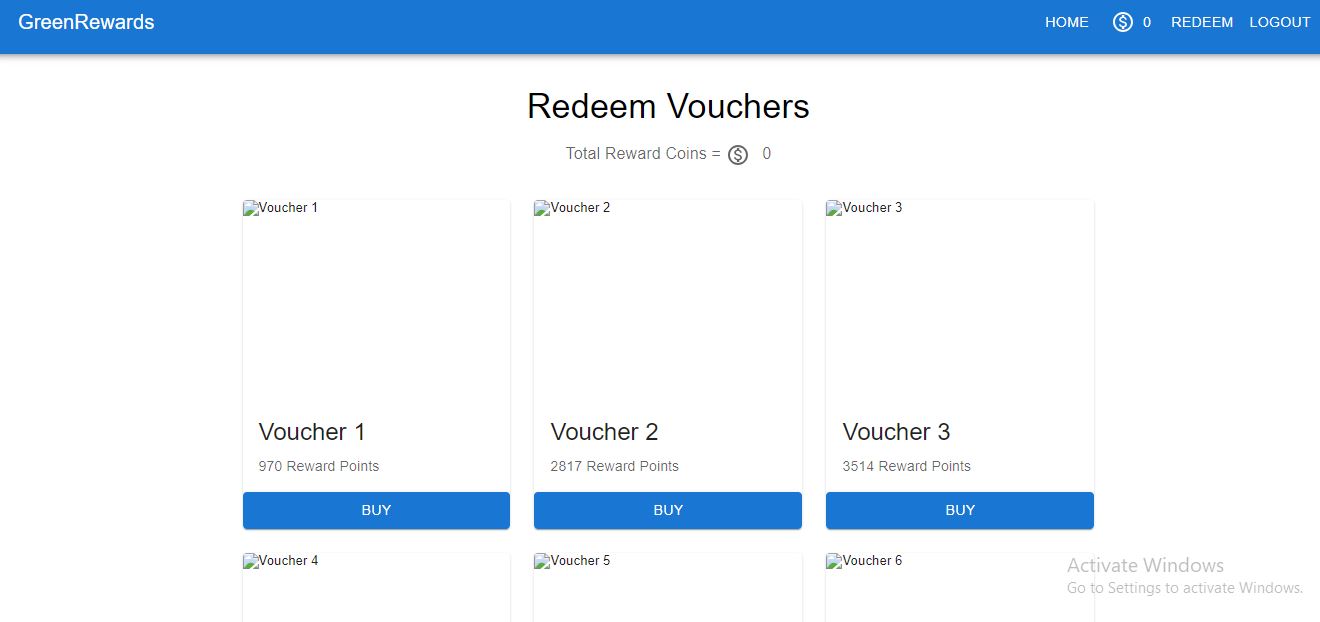 GreenRewards HOME 0 REDEEM LOGOUT
Redeem Vouchers
Total Reward Coins = 0
Voucher 1 Voucher 2 Voucher 3
Voucher 1 Voucher 2 Voucher 3
970 Reward Points 2817 Reward Points 3514 Reward Points
BUY BUY BUY
Voucher 4 Voucher 5 Voucher 6
Activate Windows
Go to Settings to activate Windows.